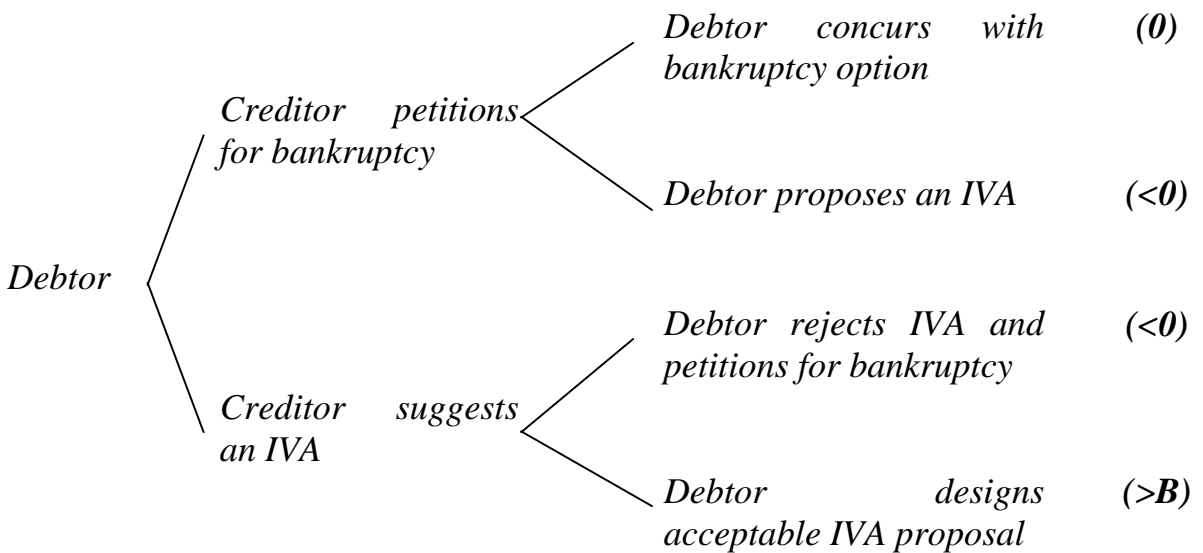 Debtor concurs with (0)
bankruptcy option
Creditor petitions
for bankruptcy
Debtor proposes an IVA (<0)
Debtor
Debtor rejects IVA and (<0)
petitions for bankruptcy
Creditor suggests
an IVA
Debtor designs (>B)
acceptable IVA proposal